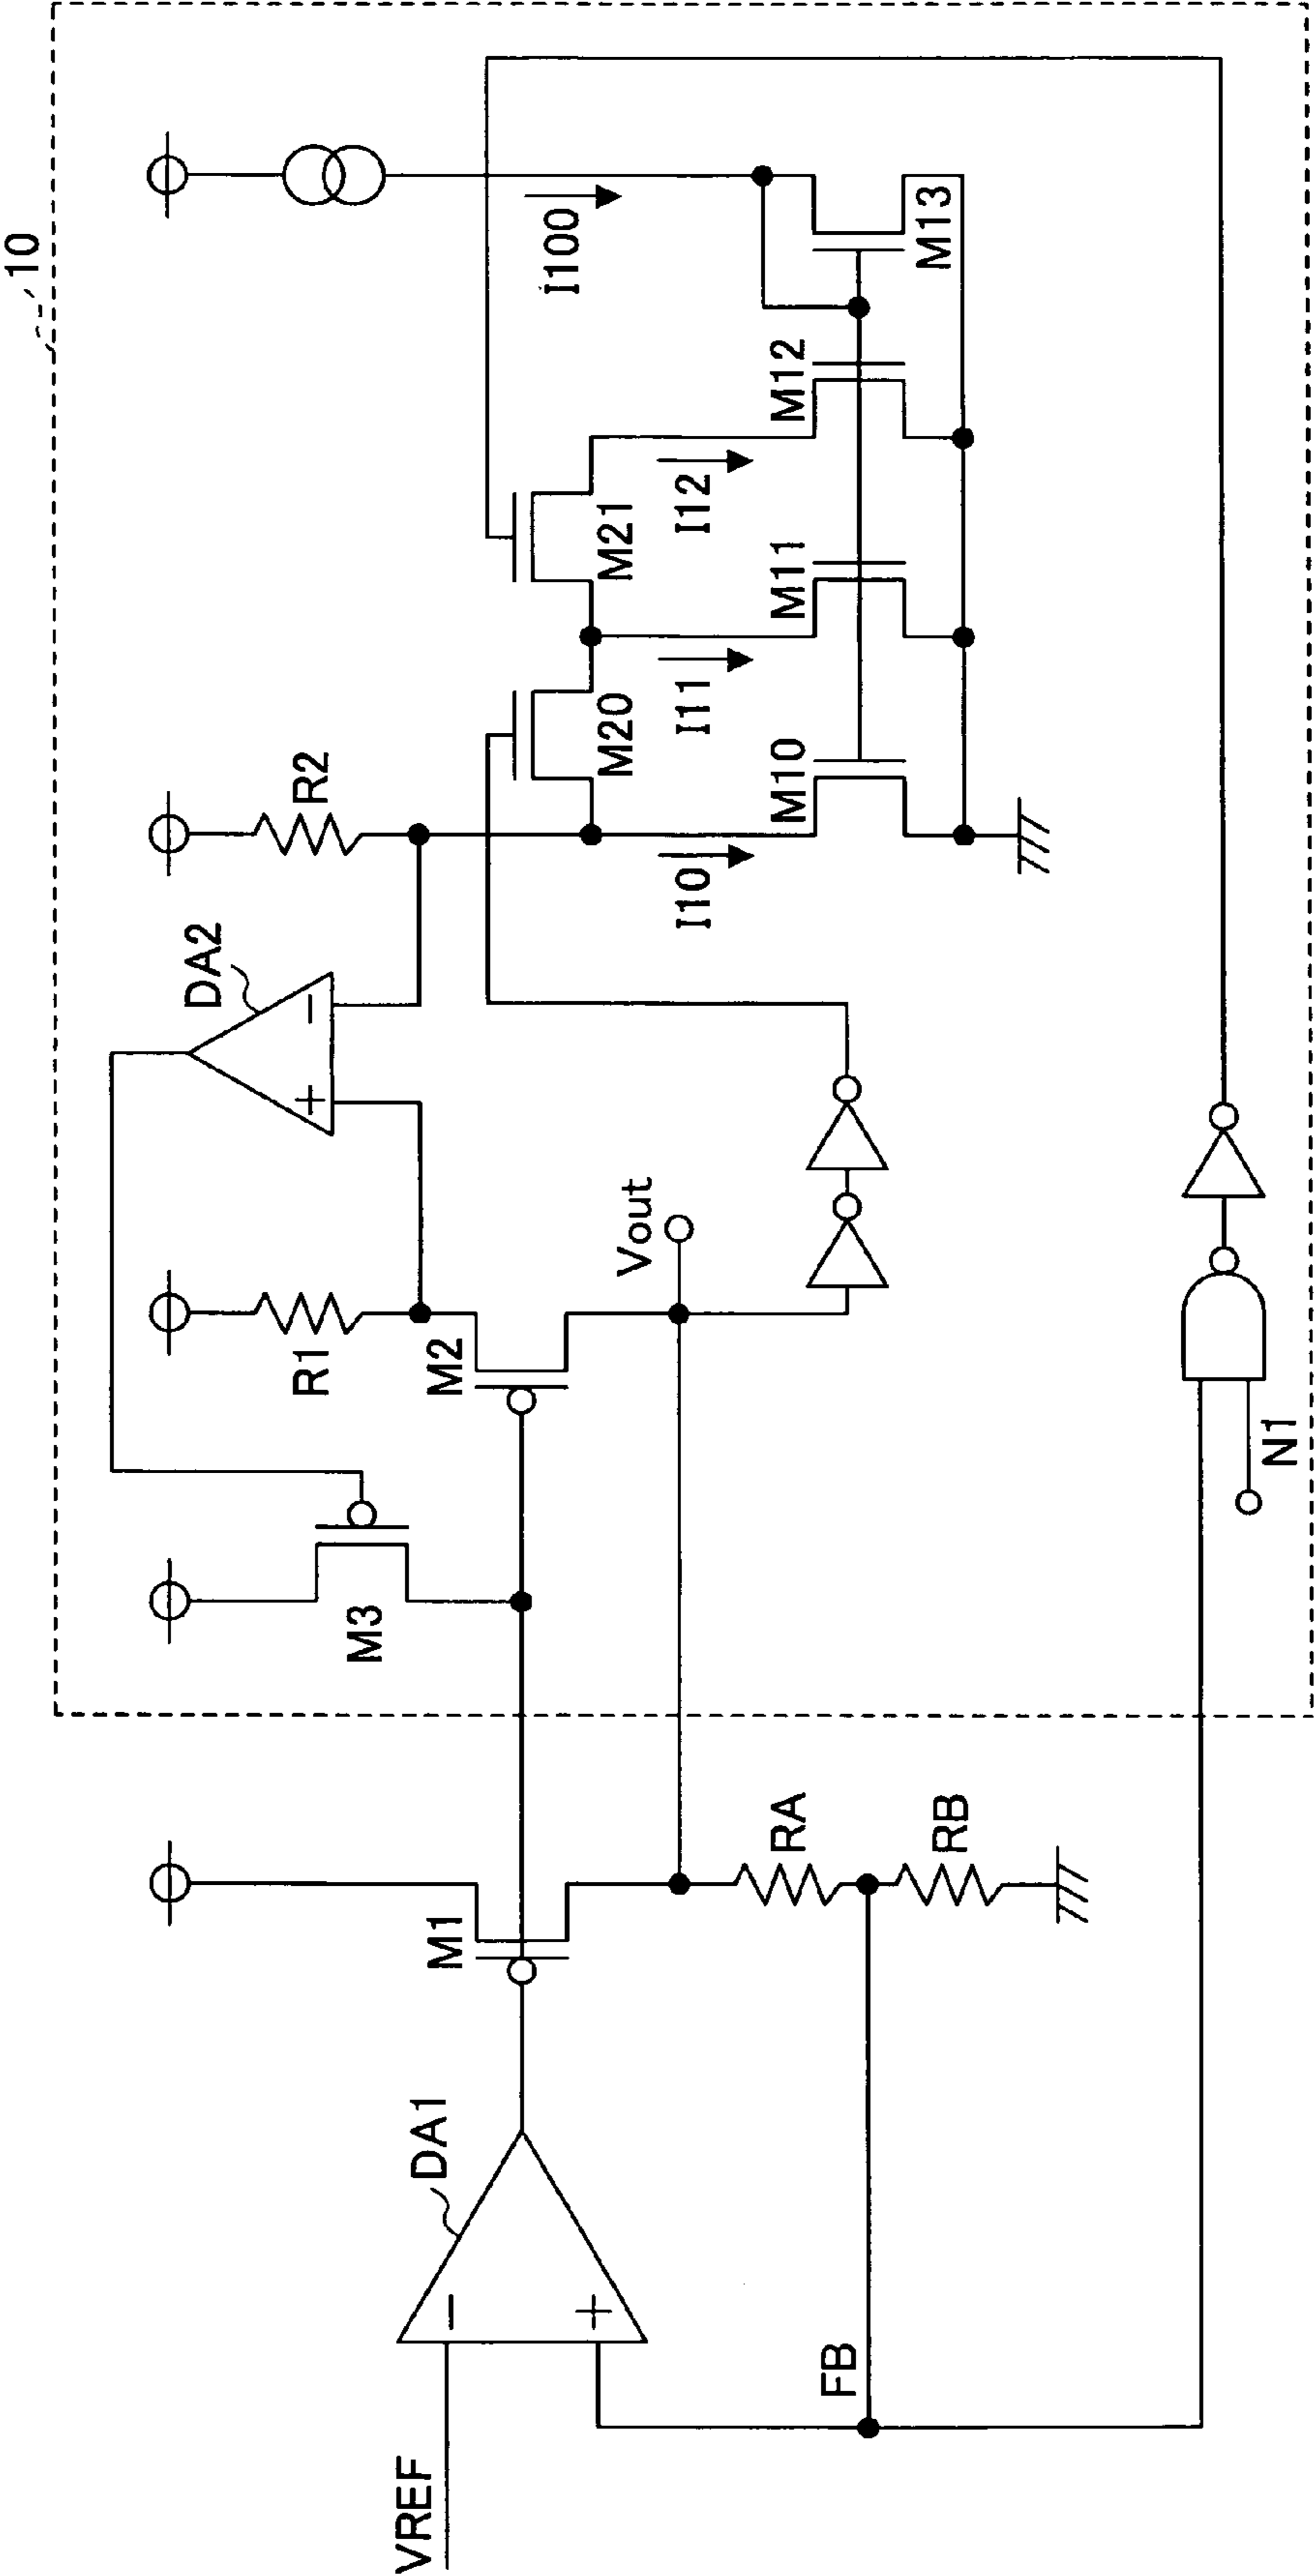 10
I100
M13
M12
I12
M21
M11
I11
M20
M10
I10
R2
DA2
+
−
Vout
R1
M2
M3
N1
M1
RA
RB
DA1
−
+
FB
VREF